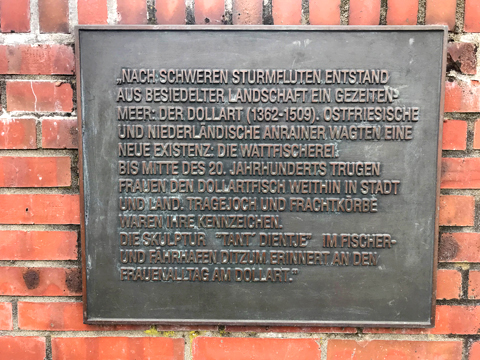 „NACH SCHWEREN STURMFLUTEN ENTSTAND
AUS BESIEDELTER LANDSCHAFT EIN GEZEITEN-
MEER: DER DOLLART (1362-1509). OSTFRIESISCHE
UND NIEDERLÄNDISCHE ANRAINER WAGTEN EINE
NEUE EXISTENZ: DIE WATTFISCHEREI.
BIS MITTE DES 20. JAHRHUNDERTS TRUGEN
FRAUEN DEN DOLLARTFISCH WEITHIN IN STADT
UND LAND. TRAGEJOCH UND FRACHTKÖRBE
WAREN IHRE KENNZEICHEN.
DIE SKULPTUR "TANT' DIENTJE" IM FISCHER-
UND FÄHRHAFEN DITZUM ERINNERT AN DEN
FRAUENALLTAG AM DOLLART."